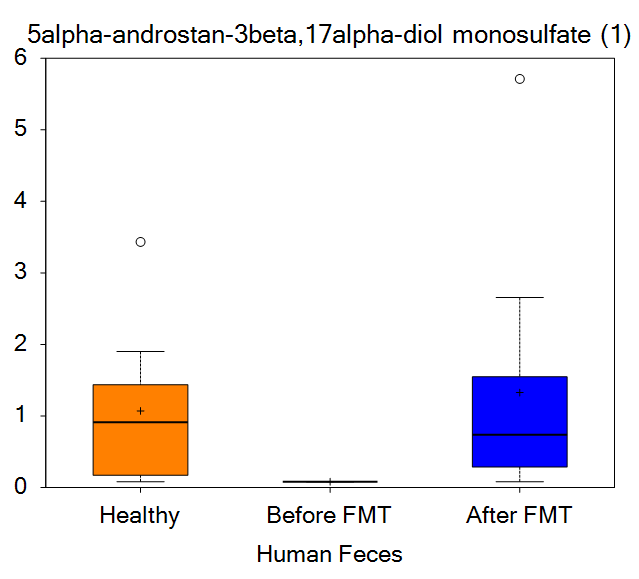 5alpha-androstan-3beta,17alpha-diol monosulfate (1)
6
5
4
3
2
1
0
Healthy Before FMT After FMT
Human Feces